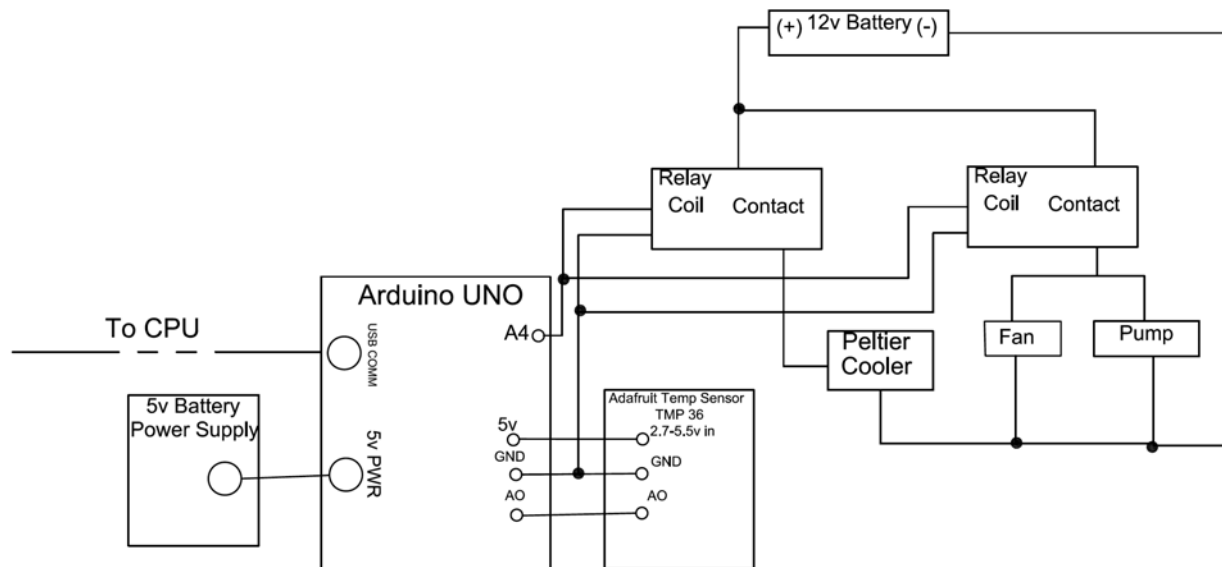 (+) 12v Battery (-)
Relay
Coil Contact
Relay
Coil Contact
Arduino UNO
To CPU
USB COMM
A4
Fan
Pump
Peltier
Cooler
5v Battery
Power Supply
5v PWR
Adafruit Temp Sensor
TMP 36
5v
2.7-5.5v in
GND
GND
AO
AO